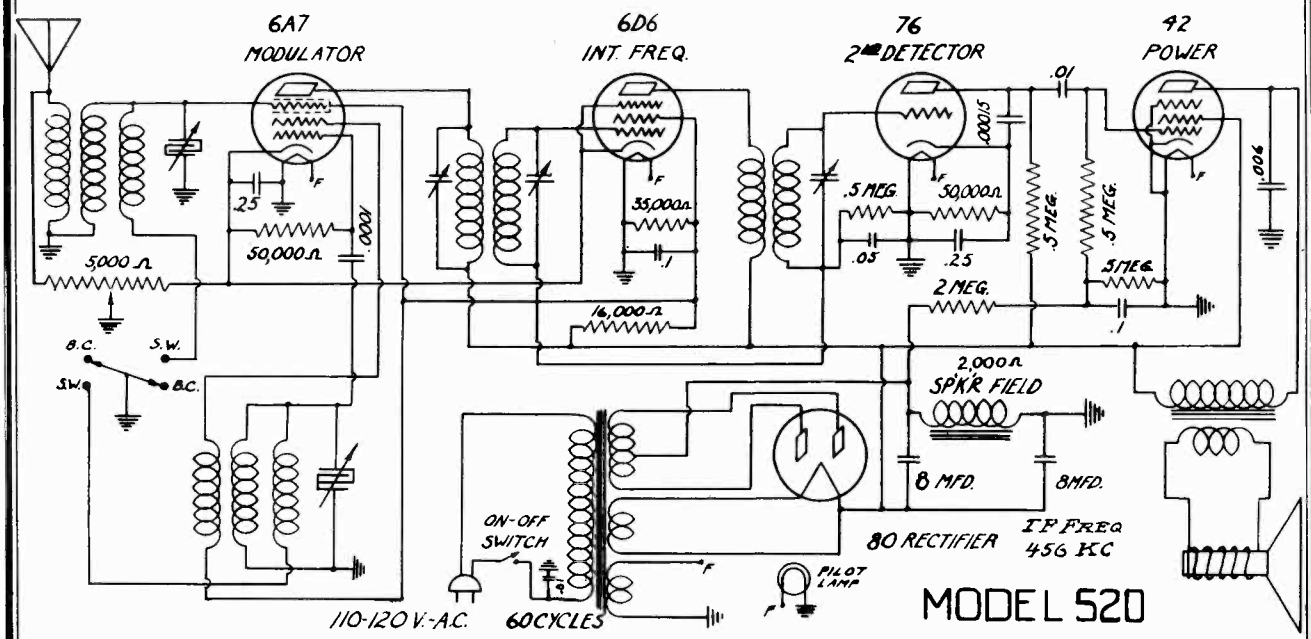 6A7
MODULATOR
6D6
INT. FREQ.
76
2ND DETECTOR
42
POWER
.01
.00015
.006
F
F
F
F
.25
50,000Ω
.0001
35,000Ω
.1
.5 MEG.
.05
50,000Ω
.25
.5 MEG.
.5 MEG.
.5 MEG.
.1
5,000 Ω
16,000Ω
2 MEG.
B.C.
S.W.
S.W.
B.C.
2,000Ω
SP'K'R FIELD
8 MFD.
8 MFD.
ON-OFF
SWITCH
80 RECTIFIER
IF FREQ
456 KC
F
PILOT
LAMP
F
110-120 V.-A.C.
60 CYCLES
MODEL 520